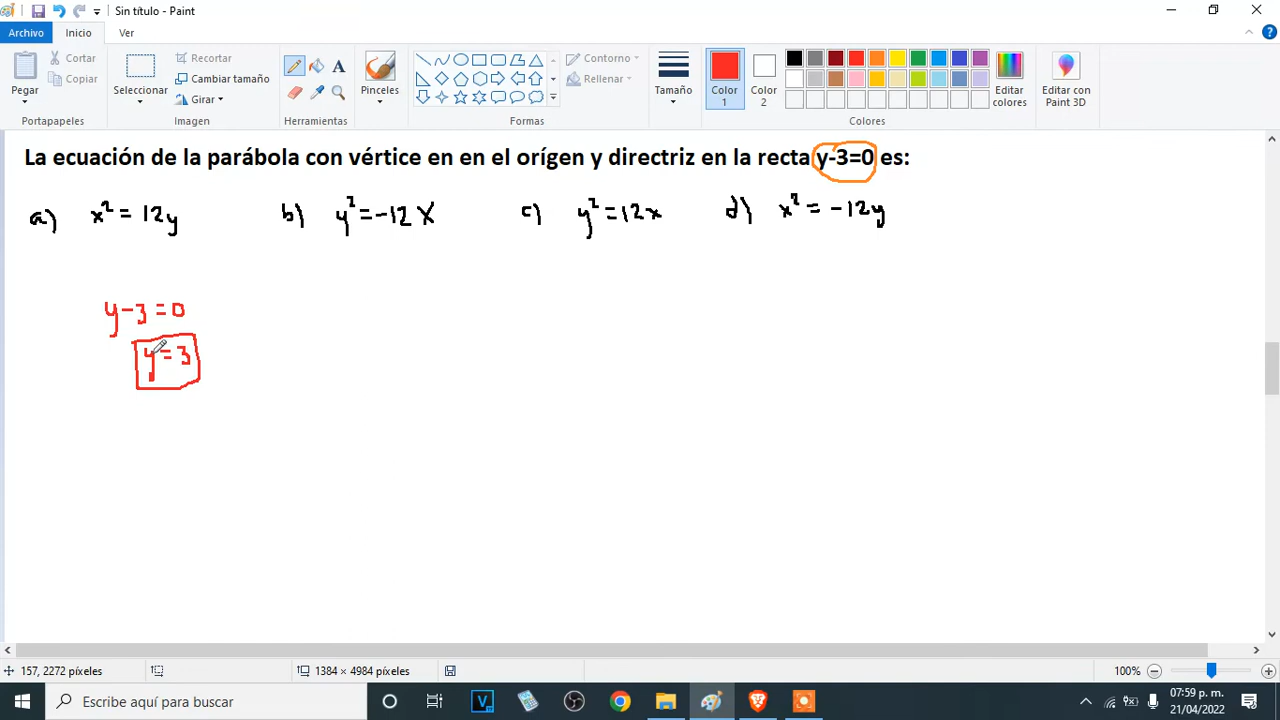 Sin título - Paint
Archivo Inicio Ver
Pegar
Cortar
Copiar
Portapapeles
Seleccionar
Recortar
Cambiar tamaño
Girar
Imagen
A
Herramientas
Pinceles
Contorno
Rellenar
Formas
Tamaño
Color 1
Color 2
Editar colores
Colores
Editar con Paint 3D
La ecuación de la parábola con vértice en en el orígen y directriz en la recta y-3=0 es:
a) x² = 12y b) y² = -12X c) y² = 12x d) x² = -12y
y-3=0
y=3
157, 2272 píxeles
1384 × 4984 píxeles
100%
Escribe aquí para buscar
07:59 p. m.
21/04/2022